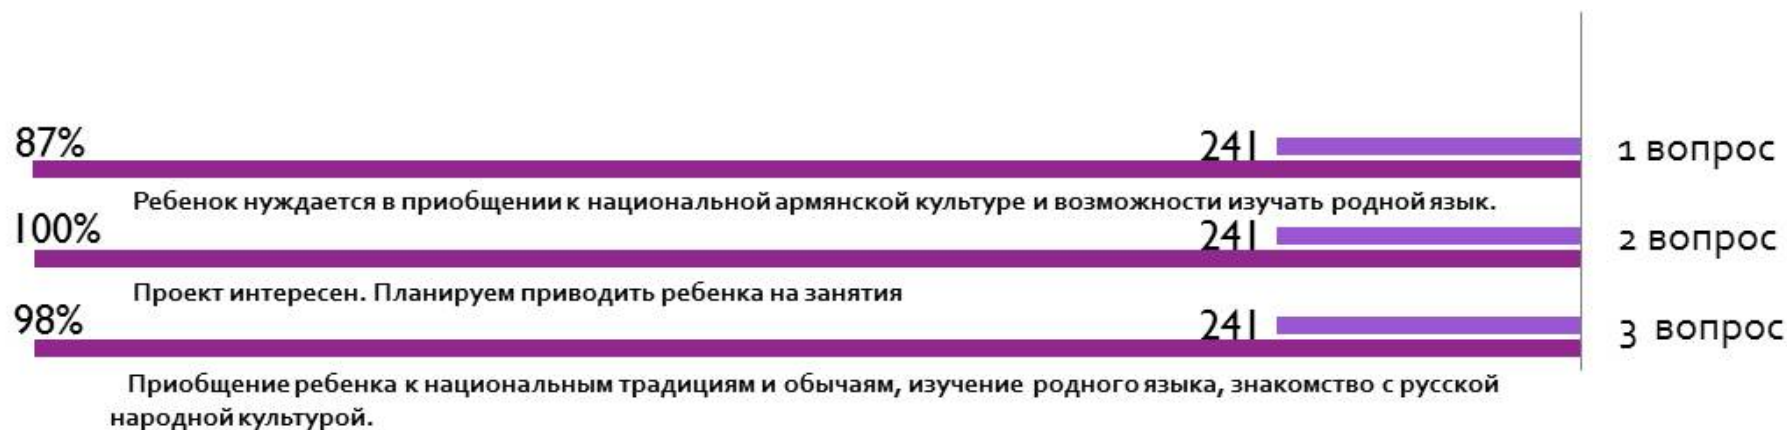 87%
241
1 вопрос
Ребенок нуждается в приобщении к национальной армянской культуре и возможности изучать родной язык.
100%
241
2 вопрос
Проект интересен. Планируем приводить ребенка на занятия
98%
241
3 вопрос
Приобщение ребенка к национальным традициям и обычаям, изучение родного языка, знакомство с русской
народной культурой.